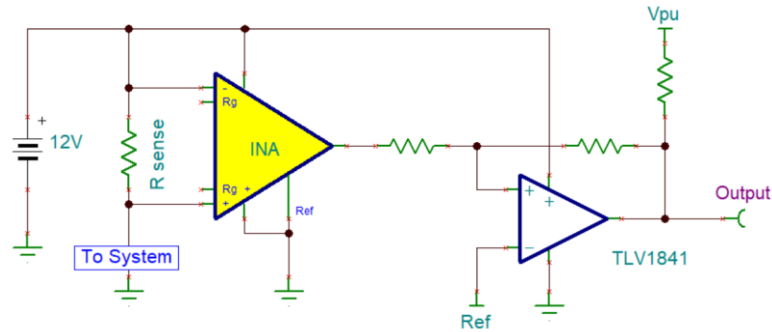 Vpu
-
Rg
+
12V
R sense
INA
Rg
+
+
Ref
To System
+
+
-
Output
TLV1841
Ref